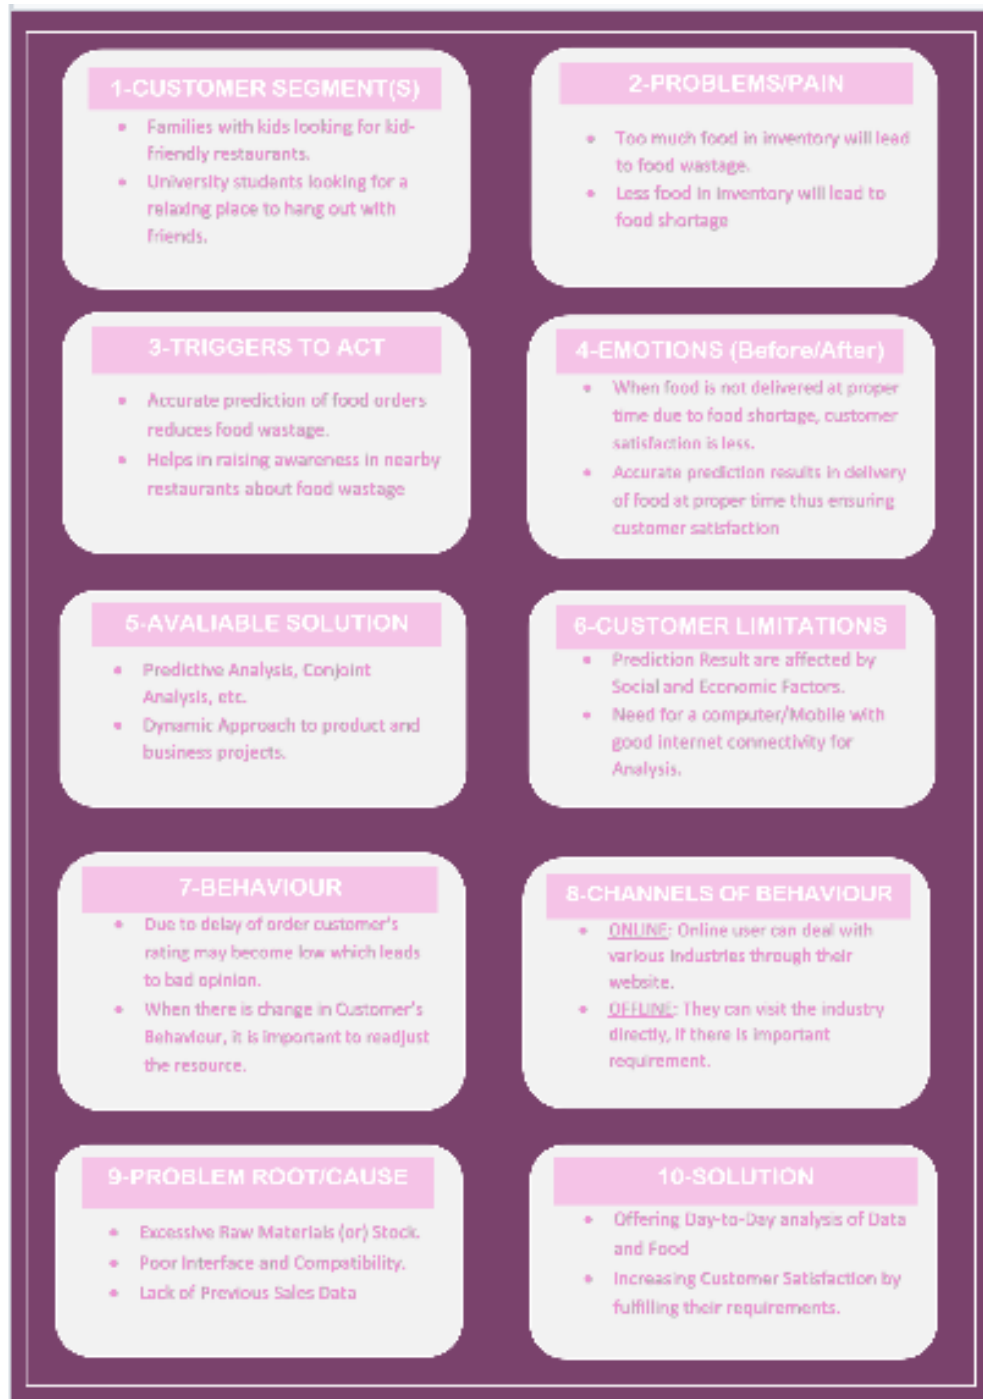 1-CUSTOMER SEGMENT(S)
• Families with kids looking for kid-
friendly restaurants.
• University students looking for a
relaxing place to hang out with
friends.
2-PROBLEMS/PAIN
• Too much food in inventory will lead
to food wastage.
• Less food in inventory will lead to
food shortage
3-TRIGGERS TO ACT
• Accurate prediction of food orders
reduces food wastage.
• Helps in raising awareness in nearby
restaurants about food wastage
4-EMOTIONS (Before/After)
• When food is not delivered at proper
time due to food shortage, customer
satisfaction is less.
• Accurate prediction results in delivery
of food at proper time thus ensuring
customer satisfaction
5-AVALIABLE SOLUTION
• Predictive Analysis, Conjoint
Analysis, etc.
• Dynamic Approach to product and
business projects.
6-CUSTOMER LIMITATIONS
• Prediction Result are affected by
Social and Economic Factors.
• Need for a computer/Mobile with
good internet connectivity for
Analysis.
7-BEHAVIOUR
• Due to delay of order customer's
rating may become low which leads
to bad opinion.
• When there is change in Customer's
Behaviour, it is important to readjust
the resource.
8-CHANNELS OF BEHAVIOUR
• ONLINE: Online user can deal with
various industries through their
website.
• OFFLINE: They can visit the industry
directly, if there is important
requirement.
9-PROBLEM ROOT/CAUSE
• Excessive Raw Materials (or) Stock.
• Poor Interface and Compatibility.
• Lack of Previous Sales Data
10-SOLUTION
• Offering Day-to-Day analysis of Data
and Food
• Increasing Customer Satisfaction by
fulfilling their requirements.